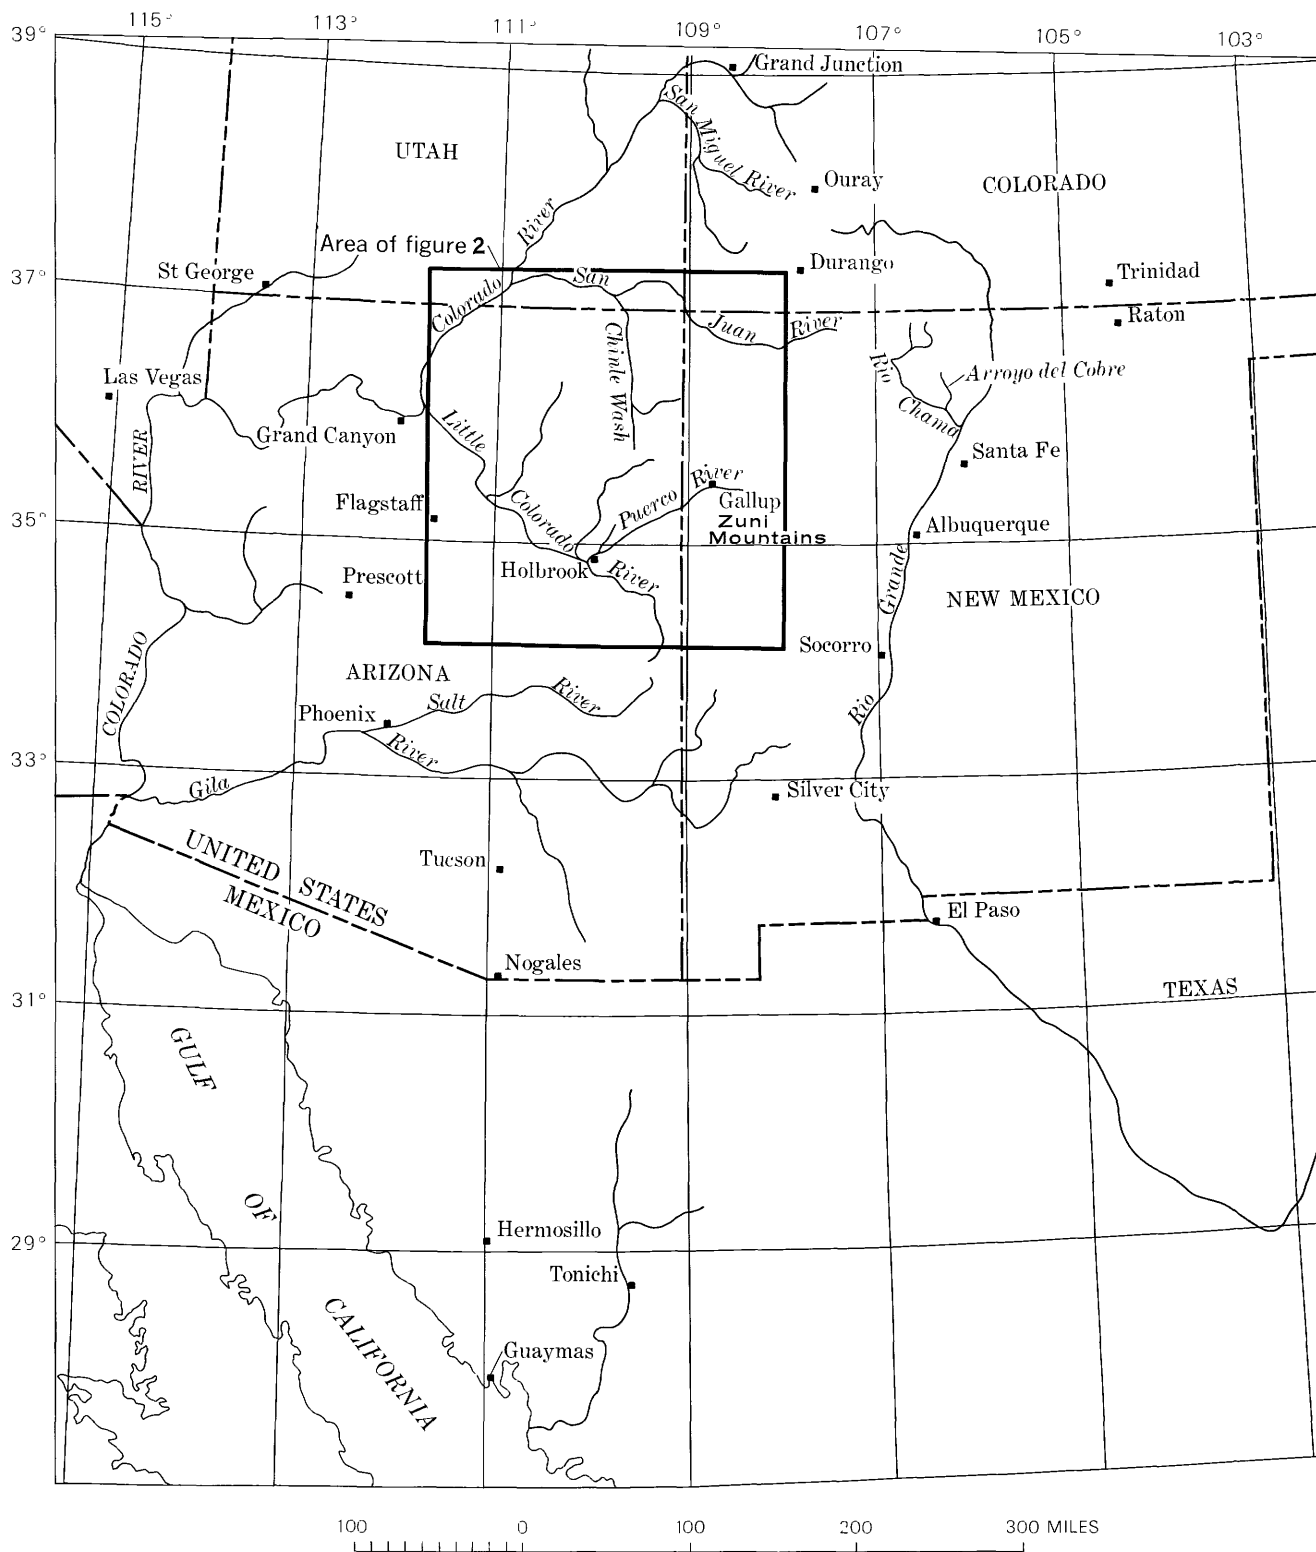 115° 113° 111° 109° 107° 105° 103°
39°
Grand Junction
San Miguel River
UTAH
Ouray
COLORADO
River
Area of figure 2
37°
St George
San
Durango
Trinidad
Colorado
Juan River
Raton
Chinle Wash
Rio
Arroyo del Cobre
Las Vegas
Chama
Little
Grand Canyon
RIVER
Santa Fe
Puerco River
Flagstaff
Colorado
Gallup
Zuni
Mountains
35°
Albuquerque
Holbrook
River
Prescott
Grande
NEW MEXICO
COLORADO
Socorro
ARIZONA
Salt River
Phoenix
Rio
River
33°
Gila
Silver City
UNITED STATES
MEXICO
Tucson
El Paso
Nogales
TEXAS
31°
GULF
OF
CALIFORNIA
Hermosillo
29°
Tonichi
Guaymas
100 0 100 200 300 MILES